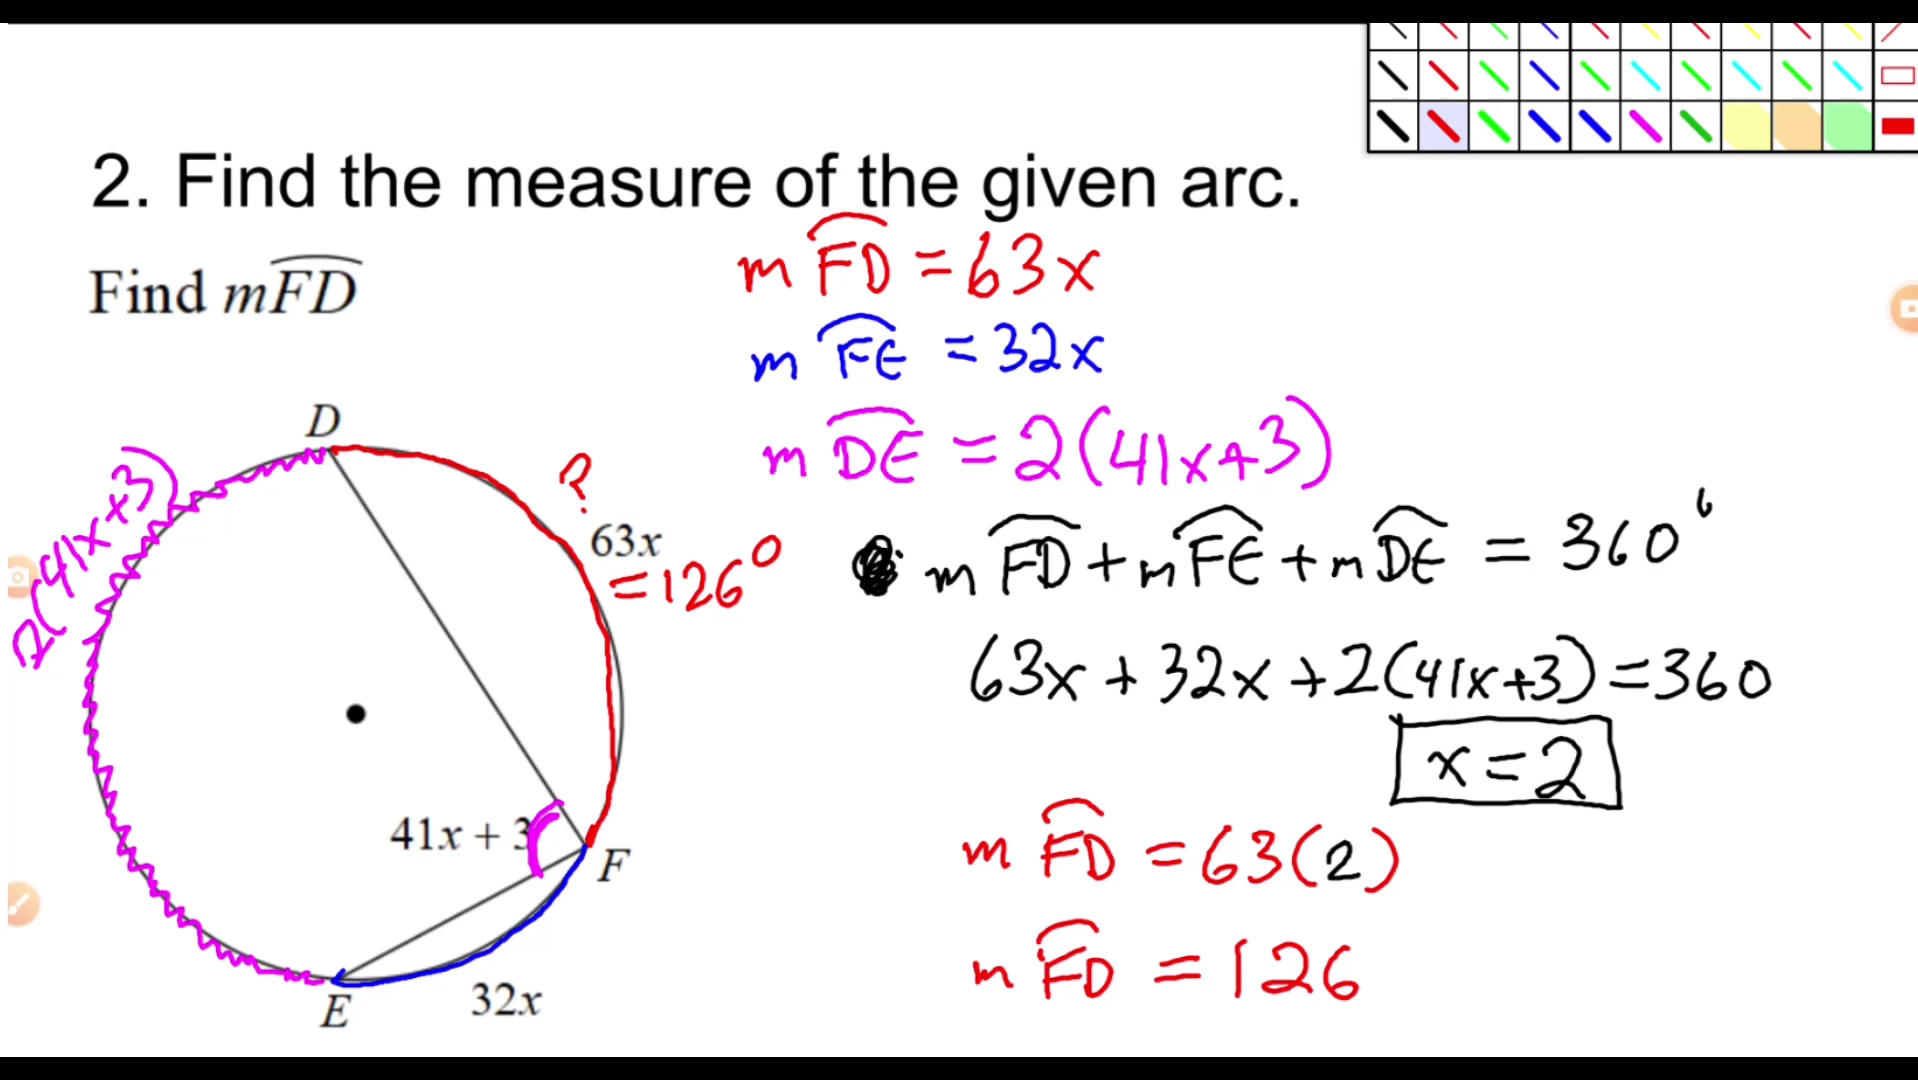 2. Find the measure of the given arc.
Find mFD
m FD = 63x
m FE = 32x
m DE = 2(41x+3)
D
?
63x
= 126°
2(41x x3)
m FD + m FE + m DE = 360°
63x + 32x + 2(41x+3) = 360
x = 2
41x + 3
F
m FD = 63(2)
m FD = 126
E
32x